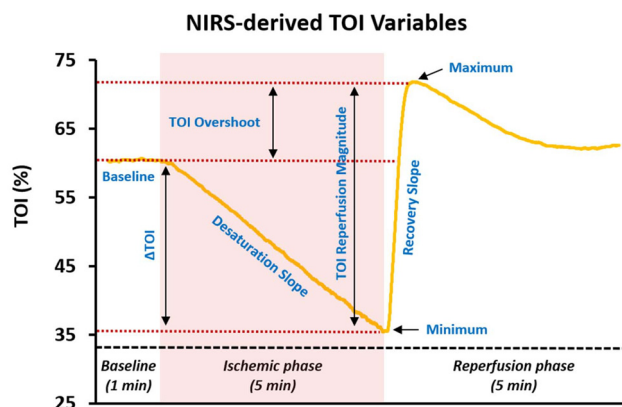 NIRS-derived TOI Variables
75
65
55
45
35
25
TOI (%)
Maximum
TOI Overshoot
TOI Reperfusion Magnitude
Baseline
ΔTOI
Desaturation Slope
Recovery Slope
Minimum
Baseline
(1 min)
Ischemic phase
(5 min)
Reperfusion phase
(5 min)